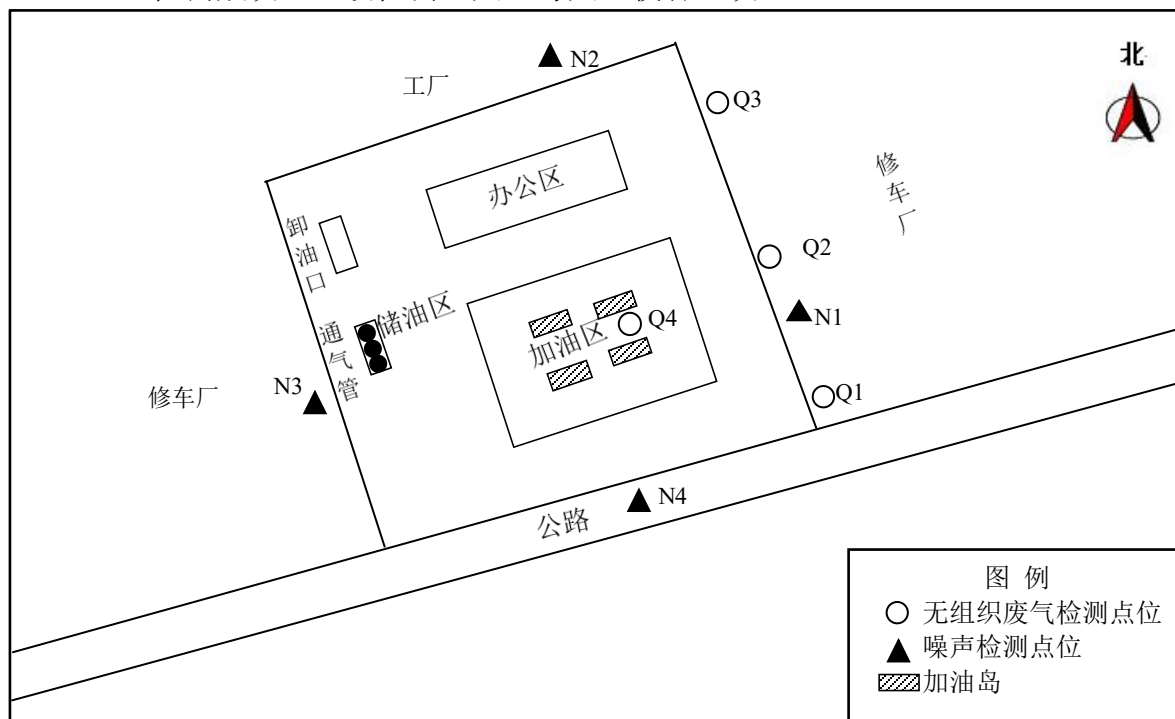 N2
北
工厂
Q3
办公区
修车厂
卸油口
Q2
储油区
通气管
Q4
加油区
N1
修车厂
N3
Q1
N4
公路
图 例
无组织废气检测点位
噪声检测点位
加油岛